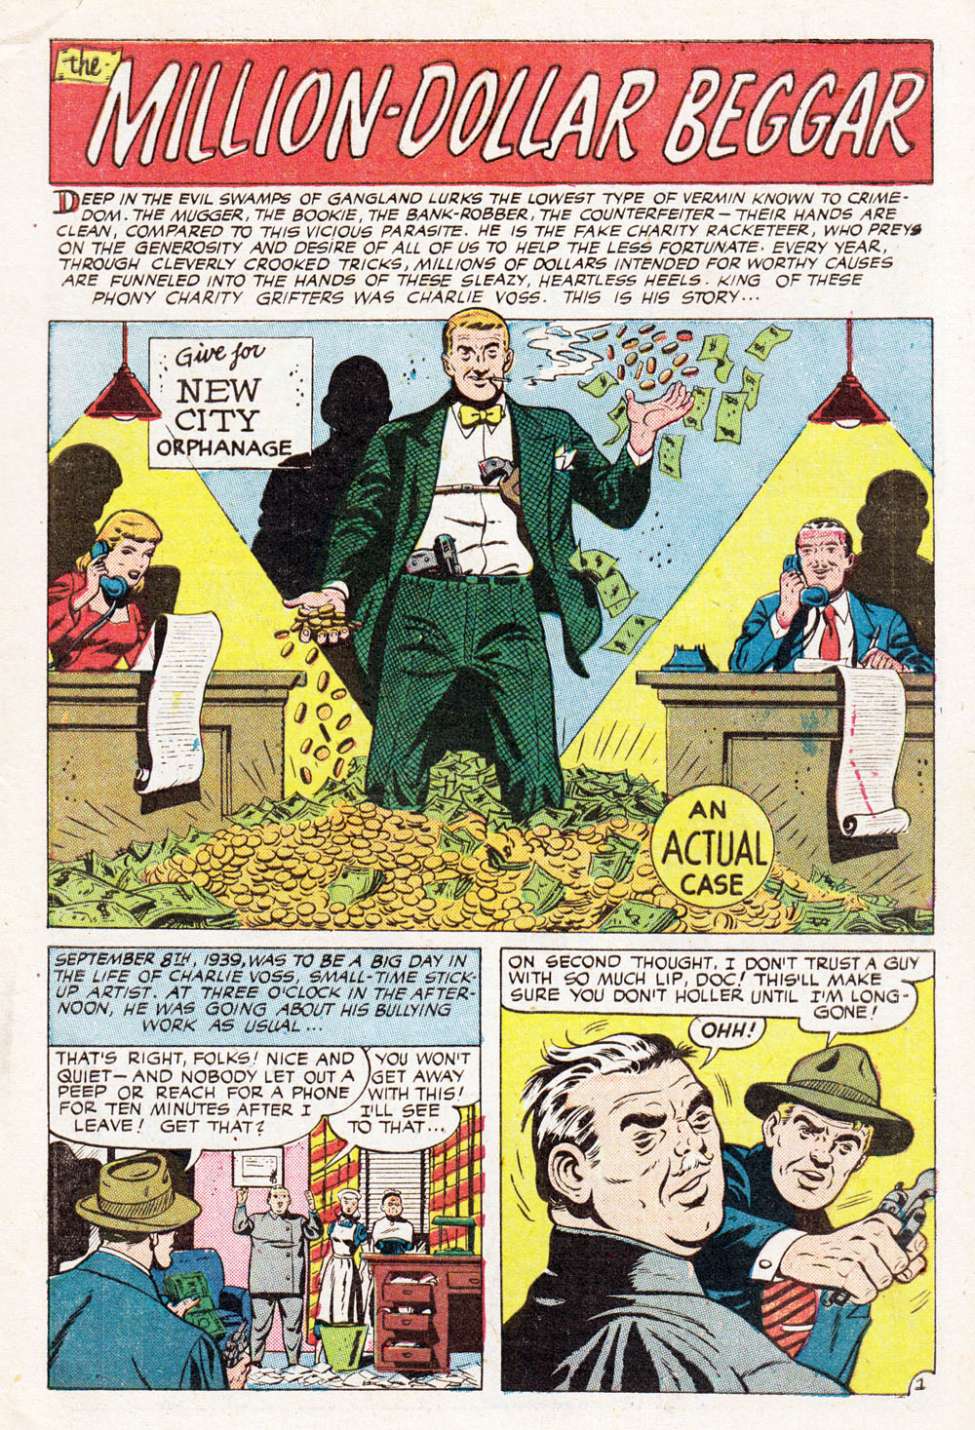 the
MILLION-DOLLAR BEGGAR
DEEP IN THE EVIL SWAMPS OF GANGLAND LURKS THE LOWEST TYPE OF VERMIN KNOWN TO CRIME-
DOM. THE MUGGER, THE BOOKIE, THE BANK-ROBBER, THE COUNTERFEITER — THEIR HANDS ARE
CLEAN, COMPARED TO THIS VICIOUS PARASITE. HE IS THE FAKE CHARITY RACKETEER, WHO PREYS
ON THE GENEROSITY AND DESIRE OF ALL OF US TO HELP THE LESS FORTUNATE. EVERY YEAR,
THROUGH CLEVERLY CROOKED TRICKS, MILLIONS OF DOLLARS INTENDED FOR WORTHY CAUSES
ARE FUNNELED INTO THE HANDS OF THESE SLEAZY, HEARTLESS HEELS. KING OF THESE
PHONY CHARITY GRIFTERS WAS CHARLIE VOSS. THIS IS HIS STORY...
Give for
NEW
CITY
ORPHANAGE
AN
ACTUAL
CASE
SEPTEMBER 8TH, 1939, WAS TO BE A BIG DAY IN
THE LIFE OF CHARLIE VOSS, SMALL-TIME STICK-
UP ARTIST. AT THREE O'CLOCK IN THE AFTER-
NOON, HE WAS GOING ABOUT HIS BULLYING
WORK AS USUAL...
THAT'S RIGHT, FOLKS! NICE AND
QUIET—AND NOBODY LET OUT A
PEEP OR REACH FOR A PHONE
FOR TEN MINUTES AFTER I
LEAVE! GET THAT?
YOU WON'T
GET AWAY
WITH THIS!
I'LL SEE
TO THAT...
ON SECOND THOUGHT, I DON'T TRUST A GUY
WITH SO MUCH LIP, DOC! THIS'LL MAKE
SURE YOU DON'T HOLLER UNTIL I'M LONG-
GONE!
OHH!
1